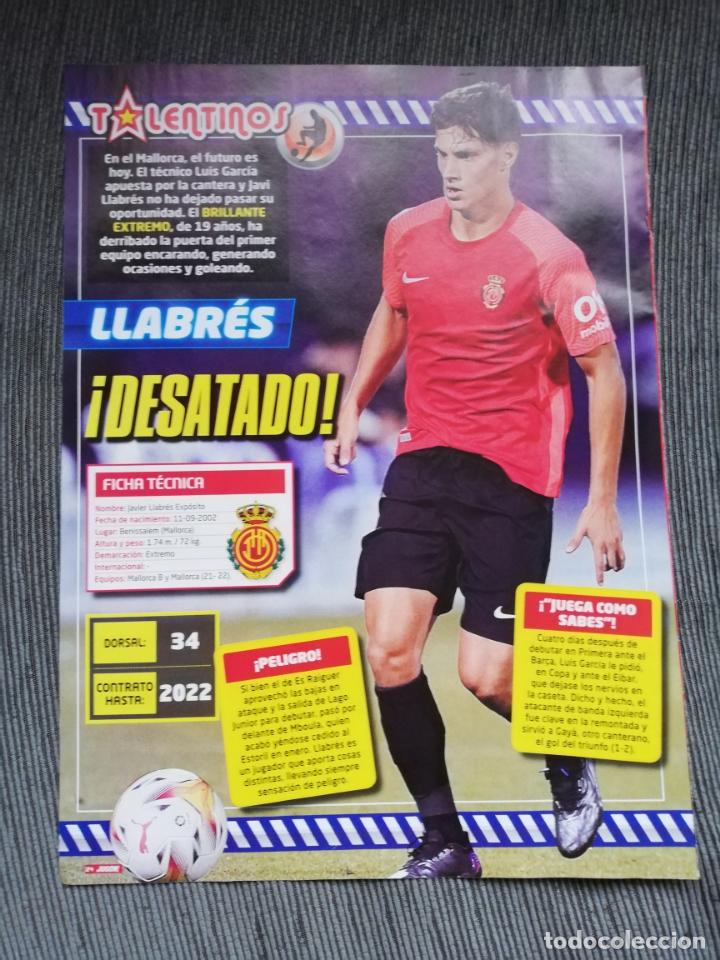 TALENTINOS
En el Mallorca, el futuro es
hoy. El técnico Luis García
apuesta por la cantera y Javi
Llabrés no ha dejado pasar su
oportunidad. El BRILLANTE
EXTREMO, de 19 años, ha
derribado la puerta del primer
equipo encarando, generando
ocasiones y goleando.
LLABRÉS
¡DESATADO!
FICHA TÉCNICA
Nombre: Javier Llabrés Expósito
Fecha de nacimiento: 11-09-2002
Lugar: Benissalem (Mallorca)
Altura y peso: 1.74 m. / 72 kg.
Demarcación: Extremo
Internacional: -
Equipos: Mallorca B y Mallorca (21- 22).
DORSAL: 34
CONTRATO
HASTA: 2022
¡PELIGRO!
Si bien el de Es Raiguer
aprovechó las bajas en
ataque y la salida de Lago
Junior para debutar, pasó por
delante de Mboula, quien
acabó yéndose cedido al
Estoril en enero. Llabrés es
un jugador que aporta cosas
distintas, llevando siempre
sensación de peligro.
¡"JUEGA COMO
SABES"!
Cuatro días después de
debutar en Primera ante el
Barça, Luis García le pidió,
en Copa y ante el Eibar,
que dejase los nervios en
la caseta. Dicho y hecho, el
atacante de banda izquierda
fue clave en la remontada y
sirvió a Gayà, otro canterano,
el gol del triunfo (1-2).
mobile
24 JUGÓN
todocoleccion.net